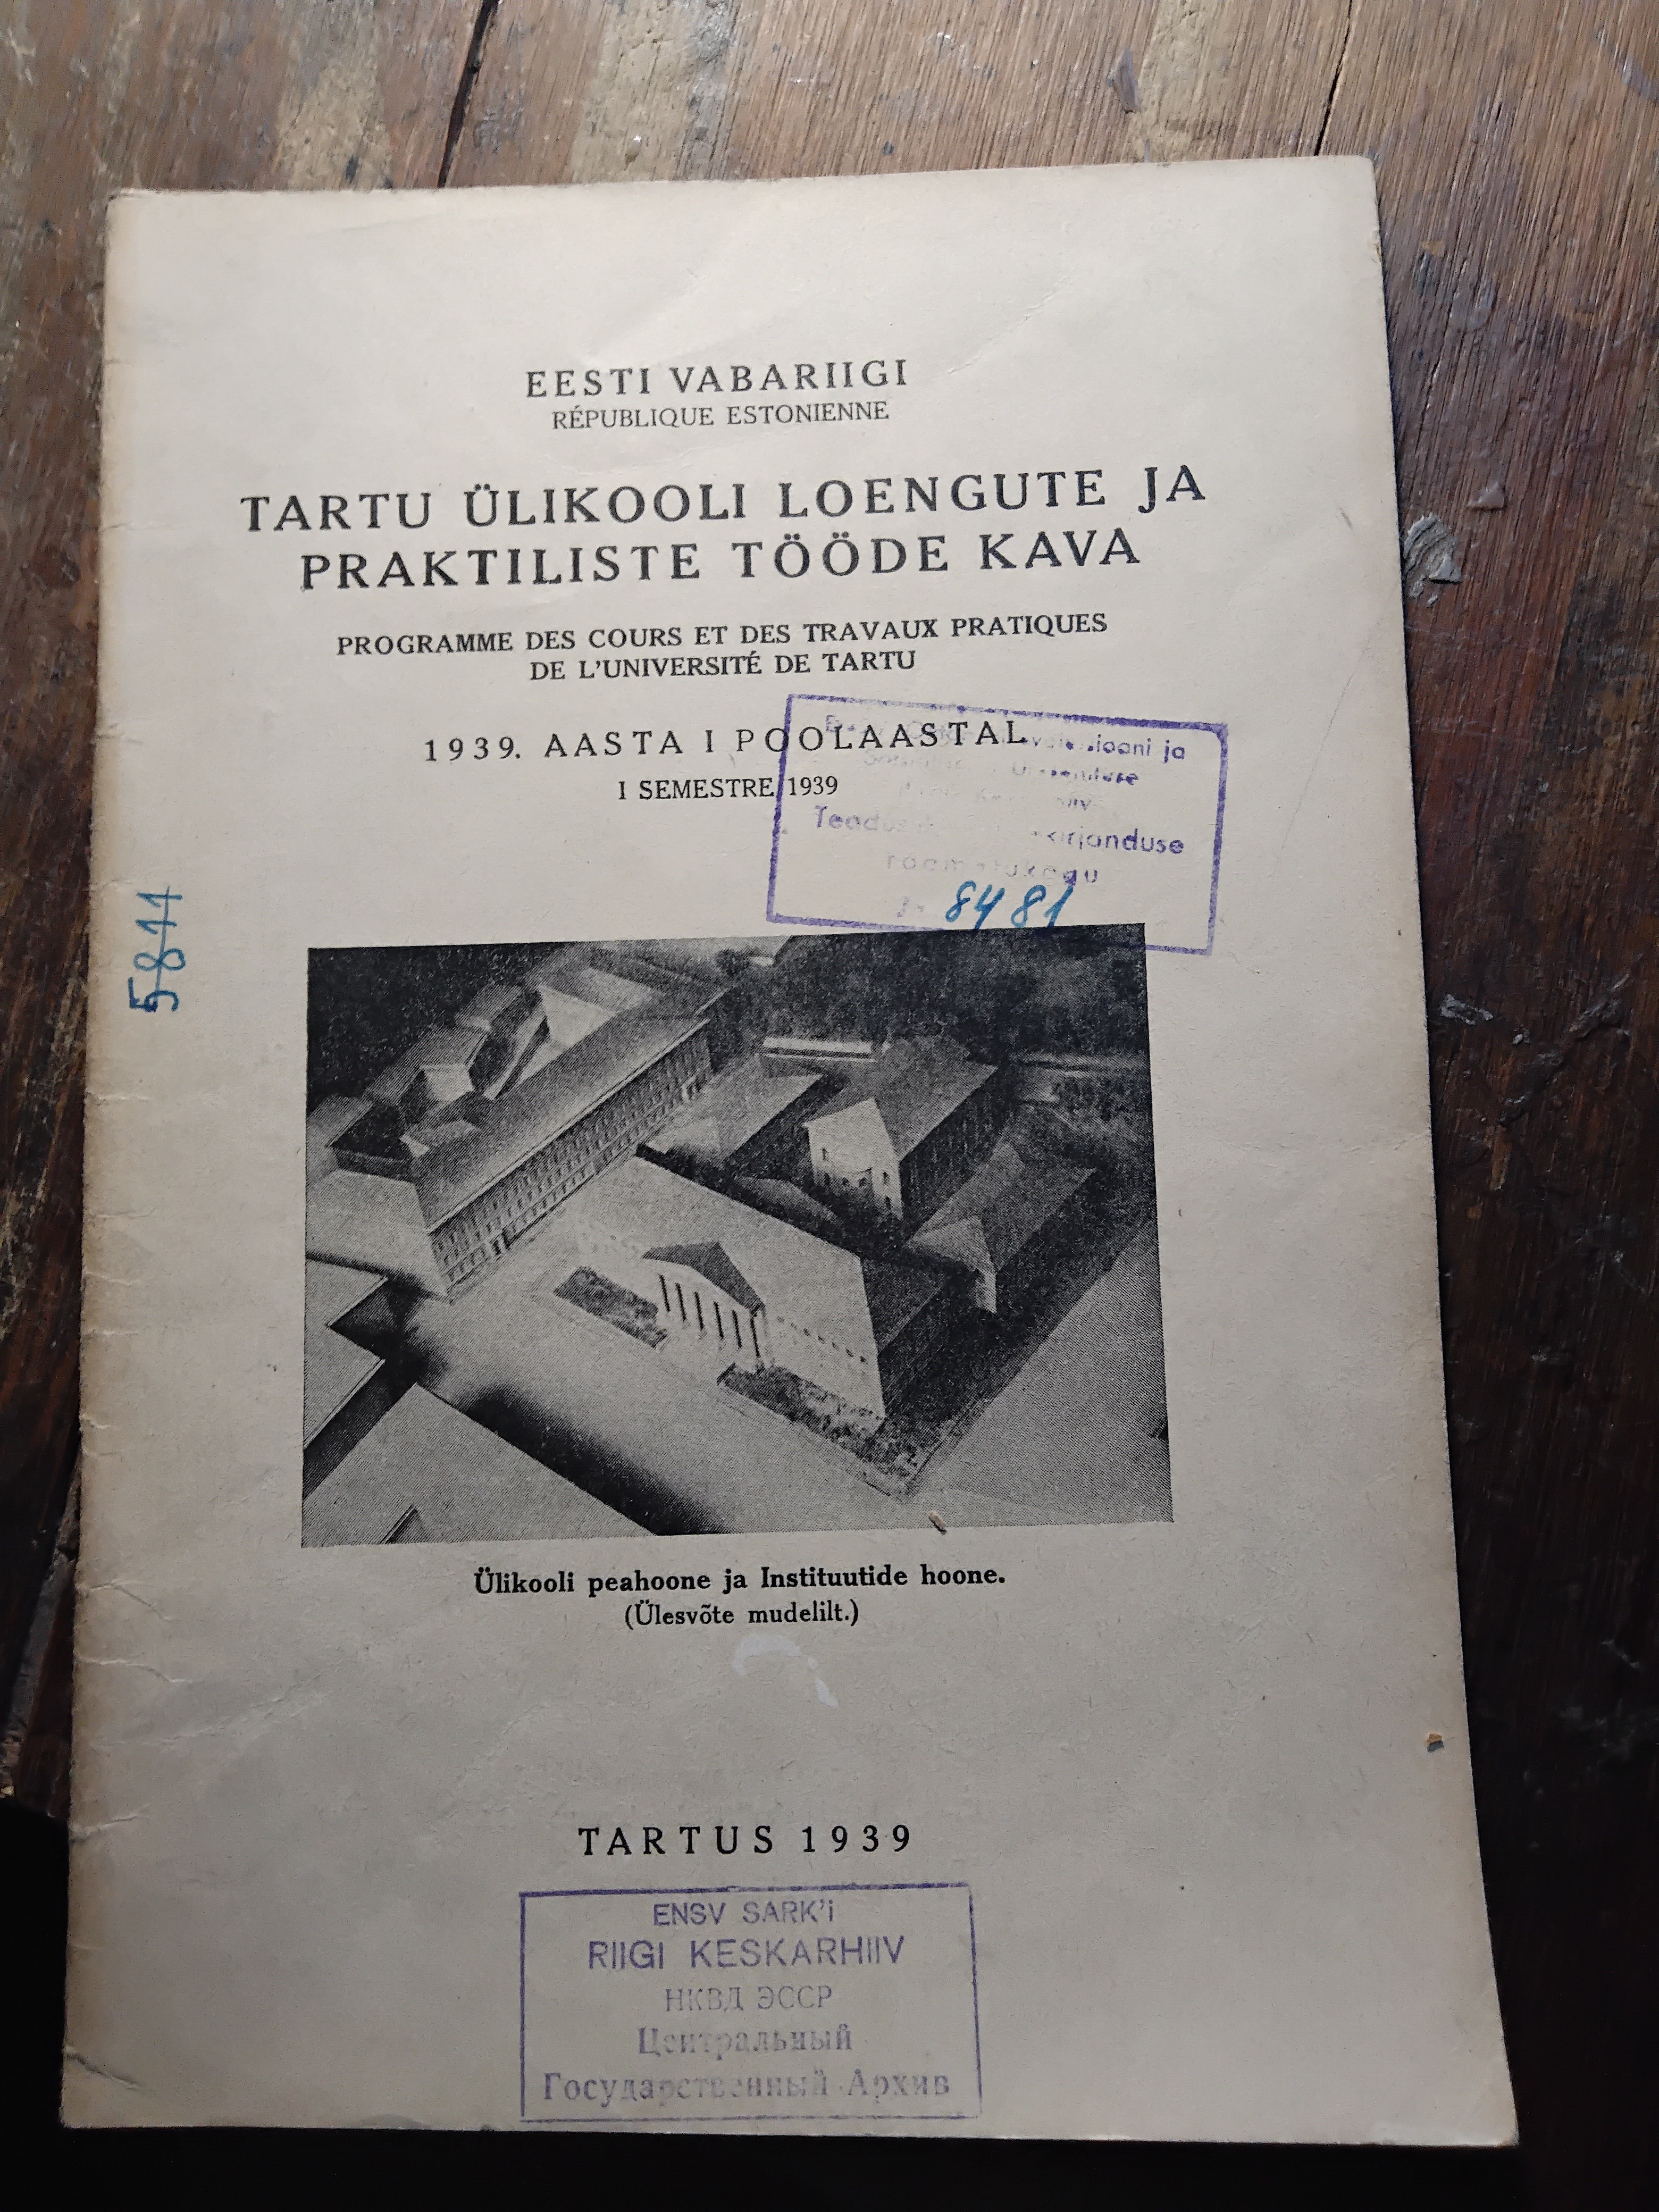 EESTI VABARIIGI
RÉPUBLIQUE ESTONIENNE
TARTU ÜLIKOOLI LOENGUTE JA
PRAKTILISTE TÖÖDE KAVA
PROGRAMME DES COURS ET DES TRAVAUX PRATIQUES
DE L'UNIVERSITÉ DE TARTU
1939. AASTA I POOLAASTAL
I SEMESTRE 1939
ja
raamatukogu
8481
5811
Ülikooli peahoone ja Instituutide hoone.
(Ülesvõte mudelilt.)
TARTUS 1939
ENSV SARK'i
RIIGI KESKARHIIV
НКВД ЭССР
Центральный
Государственный Архив